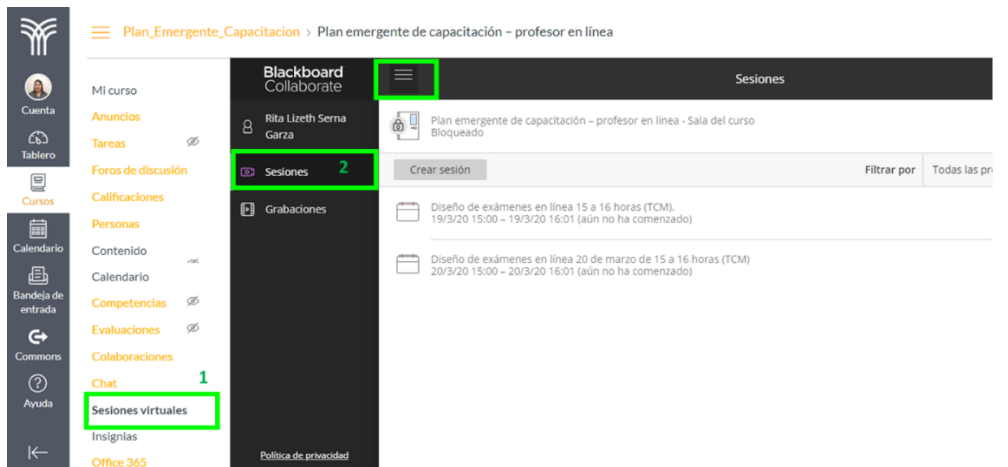 Plan_Emergente_Capacitacion > Plan emergente de capacitación – profesor en línea
Cuenta
Tablero
Cursos
Calendario
Bandeja de
entrada
Commons
Ayuda
Mi curso
Anuncios
Tareas
Foros de discusión
Calificaciones
Personas
Contenido
Calendario
Competencias
Evaluaciones
Colaboraciones
Chat
1
Sesiones virtuales
Insignias
Office 365
Blackboard
Collaborate
Rita Lizeth Serna
Garza
Sesiones 2
Grabaciones
Política de privacidad
Sesiones
Plan emergente de capacitación – profesor en línea - Sala del curso
Bloqueado
Crear sesión
Filtrar por Todas las
Diseño de exámenes en línea 15 a 16 horas (TCM).
19/3/20 15:00 – 19/3/20 16:01 (aún no ha comenzado)
Diseño de exámenes en línea 20 de marzo de 15 a 16 horas (TCM)
20/3/20 15:00 – 20/3/20 16:01 (aún no ha comenzado)